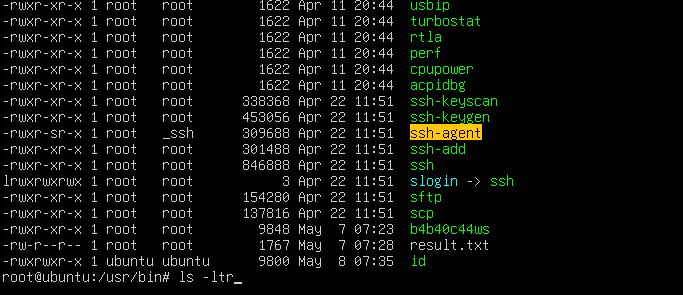 -rwxr-xr-x 1 root   root        1622 Apr 11 20:44 usbip
-rwxr-xr-x 1 root   root        1622 Apr 11 20:44 turbostat
-rwxr-xr-x 1 root   root        1622 Apr 11 20:44 rtla
-rwxr-xr-x 1 root   root        1622 Apr 11 20:44 perf
-rwxr-xr-x 1 root   root        1622 Apr 11 20:44 cpupower
-rwxr-xr-x 1 root   root        1622 Apr 11 20:44 acpidbg
-rwxr-xr-x 1 root   root      338368 Apr 22 11:51 ssh-keyscan
-rwxr-xr-x 1 root   root      453056 Apr 22 11:51 ssh-keygen
-rwxr-sr-x 1 root   _ssh      309688 Apr 22 11:51 ssh-agent
-rwxr-xr-x 1 root   root      301488 Apr 22 11:51 ssh-add
-rwxr-xr-x 1 root   root      846888 Apr 22 11:51 ssh
lrwxrwxrwx 1 root   root           3 Apr 22 11:51 slogin -> ssh
-rwxr-xr-x 1 root   root      154280 Apr 22 11:51 sftp
-rwxr-xr-x 1 root   root      137816 Apr 22 11:51 scp
-rwxr-xr-x 1 root   root        9848 May  7 07:23 b4b40c44ws
-rw-r--r-- 1 root   root        1767 May  7 07:28 result.txt
-rwxrwxr-x 1 ubuntu ubuntu      9800 May  8 07:35 id
root@ubuntu:/usr/bin# ls -ltr_